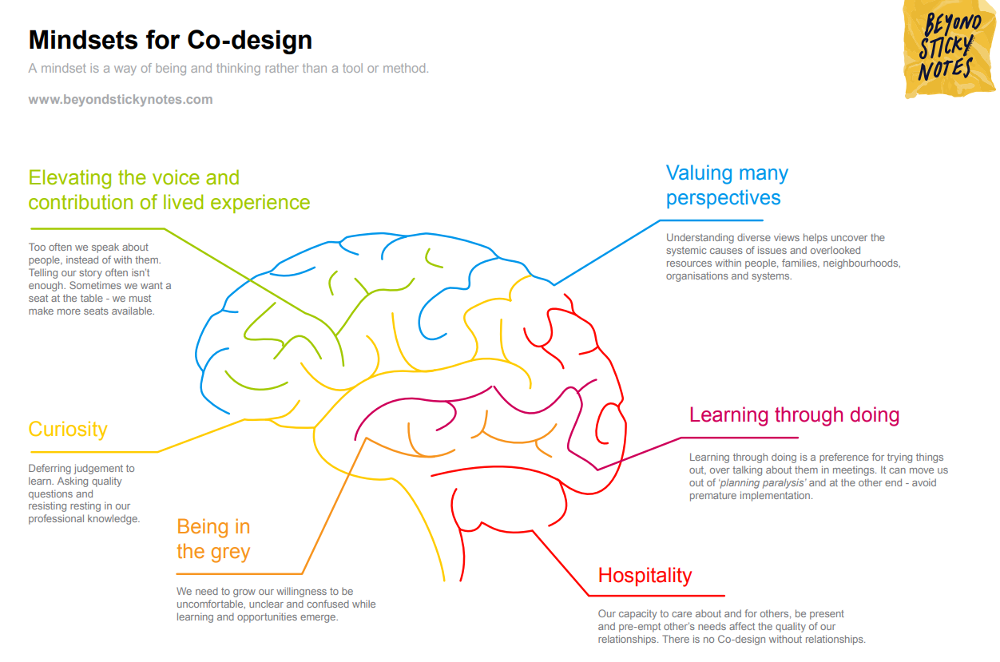 Mindsets for Co-design
A mindset is a way of being and thinking rather than a tool or method.
www.beyondstickynotes.com
BEYOND
STICKY
NOTES
Elevating the voice and
contribution of lived experience
Too often we speak about
people, instead of with them.
Telling our story often isn't
enough. Sometimes we want a
seat at the table - we must
make more seats available.
Valuing many
perspectives
Understanding diverse views helps uncover the
systemic causes of issues and overlooked
resources within people, families, neighbourhoods,
organisations and systems.
Curiosity
Deferring judgement to
learn. Asking quality
questions and
resisting resting in our
professional knowledge.
Learning through doing
Learning through doing is a preference for trying things
out, over talking about them in meetings. It can move us
out of 'planning paralysis' and at the other end - avoid
premature implementation.
Being in
the grey
We need to grow our willingness to be
uncomfortable, unclear and confused while
learning and opportunities emerge.
Hospitality
Our capacity to care about and for others, be present
and pre-empt other's needs affect the quality of our
relationships. There is no Co-design without relationships.